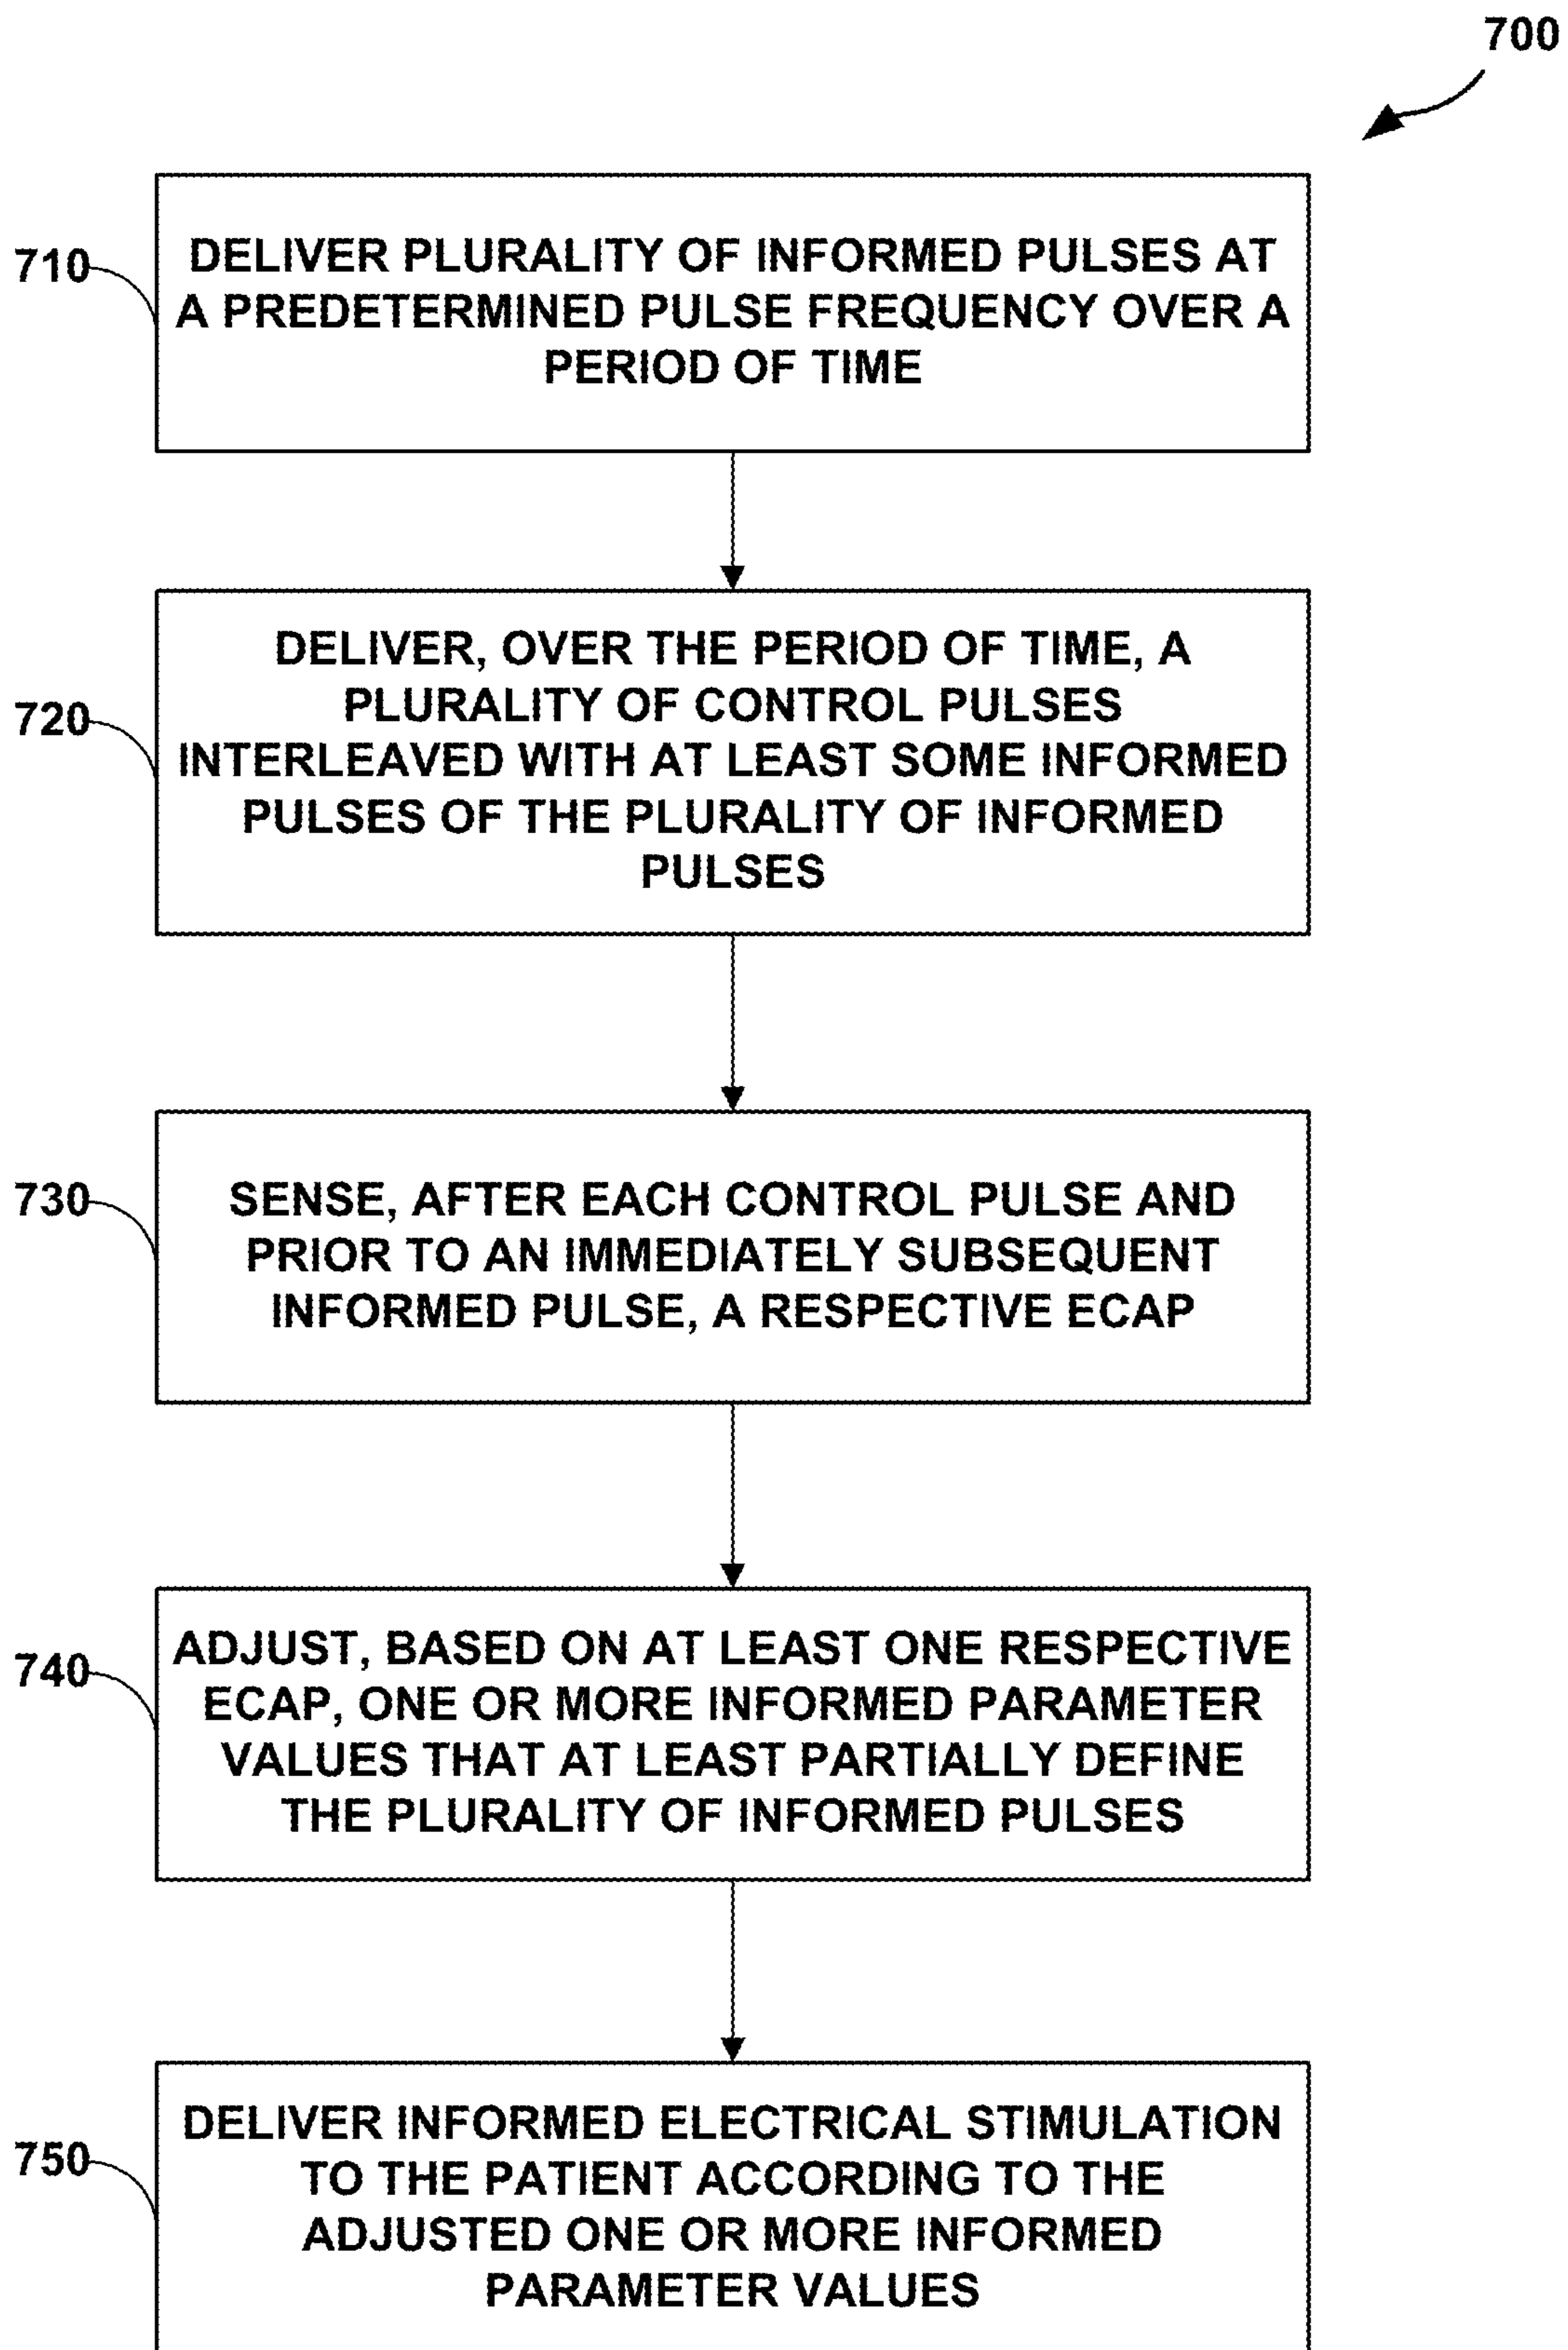 700
710
DELIVER PLURALITY OF INFORMED PULSES AT
A PREDETERMINED PULSE FREQUENCY OVER A
PERIOD OF TIME
720
DELIVER, OVER THE PERIOD OF TIME, A
PLURALITY OF CONTROL PULSES
INTERLEAVED WITH AT LEAST SOME INFORMED
PULSES OF THE PLURALITY OF INFORMED
PULSES
730
SENSE, AFTER EACH CONTROL PULSE AND
PRIOR TO AN IMMEDIATELY SUBSEQUENT
INFORMED PULSE, A RESPECTIVE ECAP
740
ADJUST, BASED ON AT LEAST ONE RESPECTIVE
ECAP, ONE OR MORE INFORMED PARAMETER
VALUES THAT AT LEAST PARTIALLY DEFINE
THE PLURALITY OF INFORMED PULSES
750
DELIVER INFORMED ELECTRICAL STIMULATION
TO THE PATIENT ACCORDING TO THE
ADJUSTED ONE OR MORE INFORMED
PARAMETER VALUES